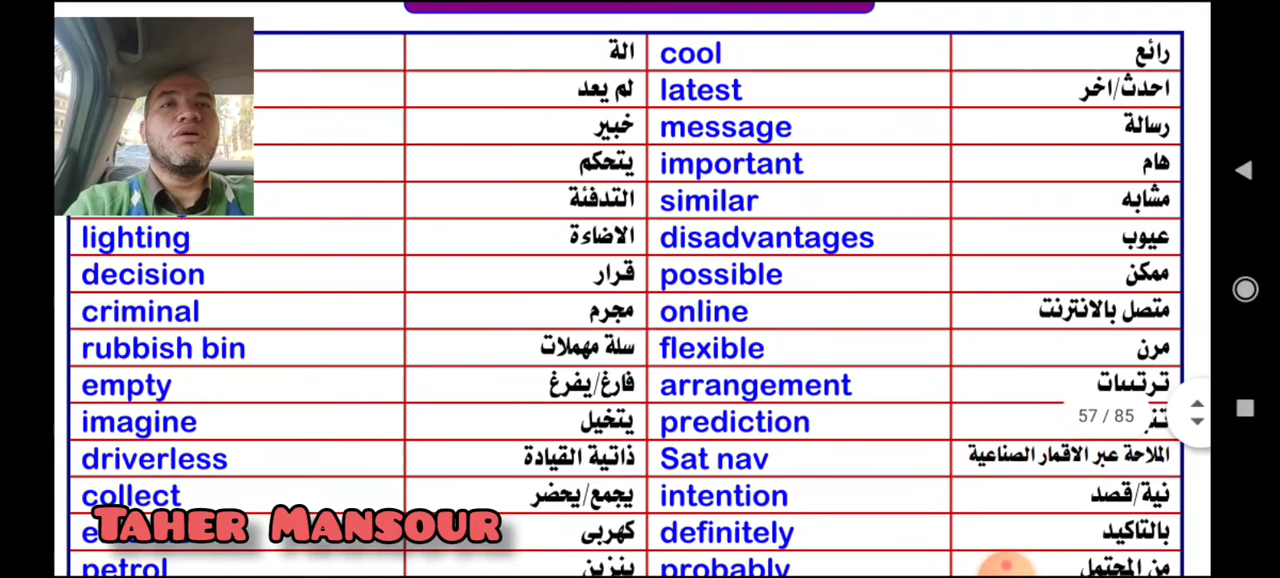 الة cool رائع
لم يعد latest احدث/اخر
خبير message رسالة
يتحكم important هام
التدفئة similar مشابه
lighting الاضاءة disadvantages عيوب
decision قرار possible ممكن
criminal مجرم online متصل بالانترنت
rubbish bin سلة مهملات flexible مرن
empty فارغ/يفرغ arrangement ترتيبات
imagine يتخيل prediction
57 / 85
driverless ذاتية القيادة Sat nav الملاحة عبر الاقمار الصناعية
collect يجمع/يحضر intention نية/قصد
TAHER MANSOUR
كهربى definitely بالتاكيد
petrol بنزين probably من المحتمل